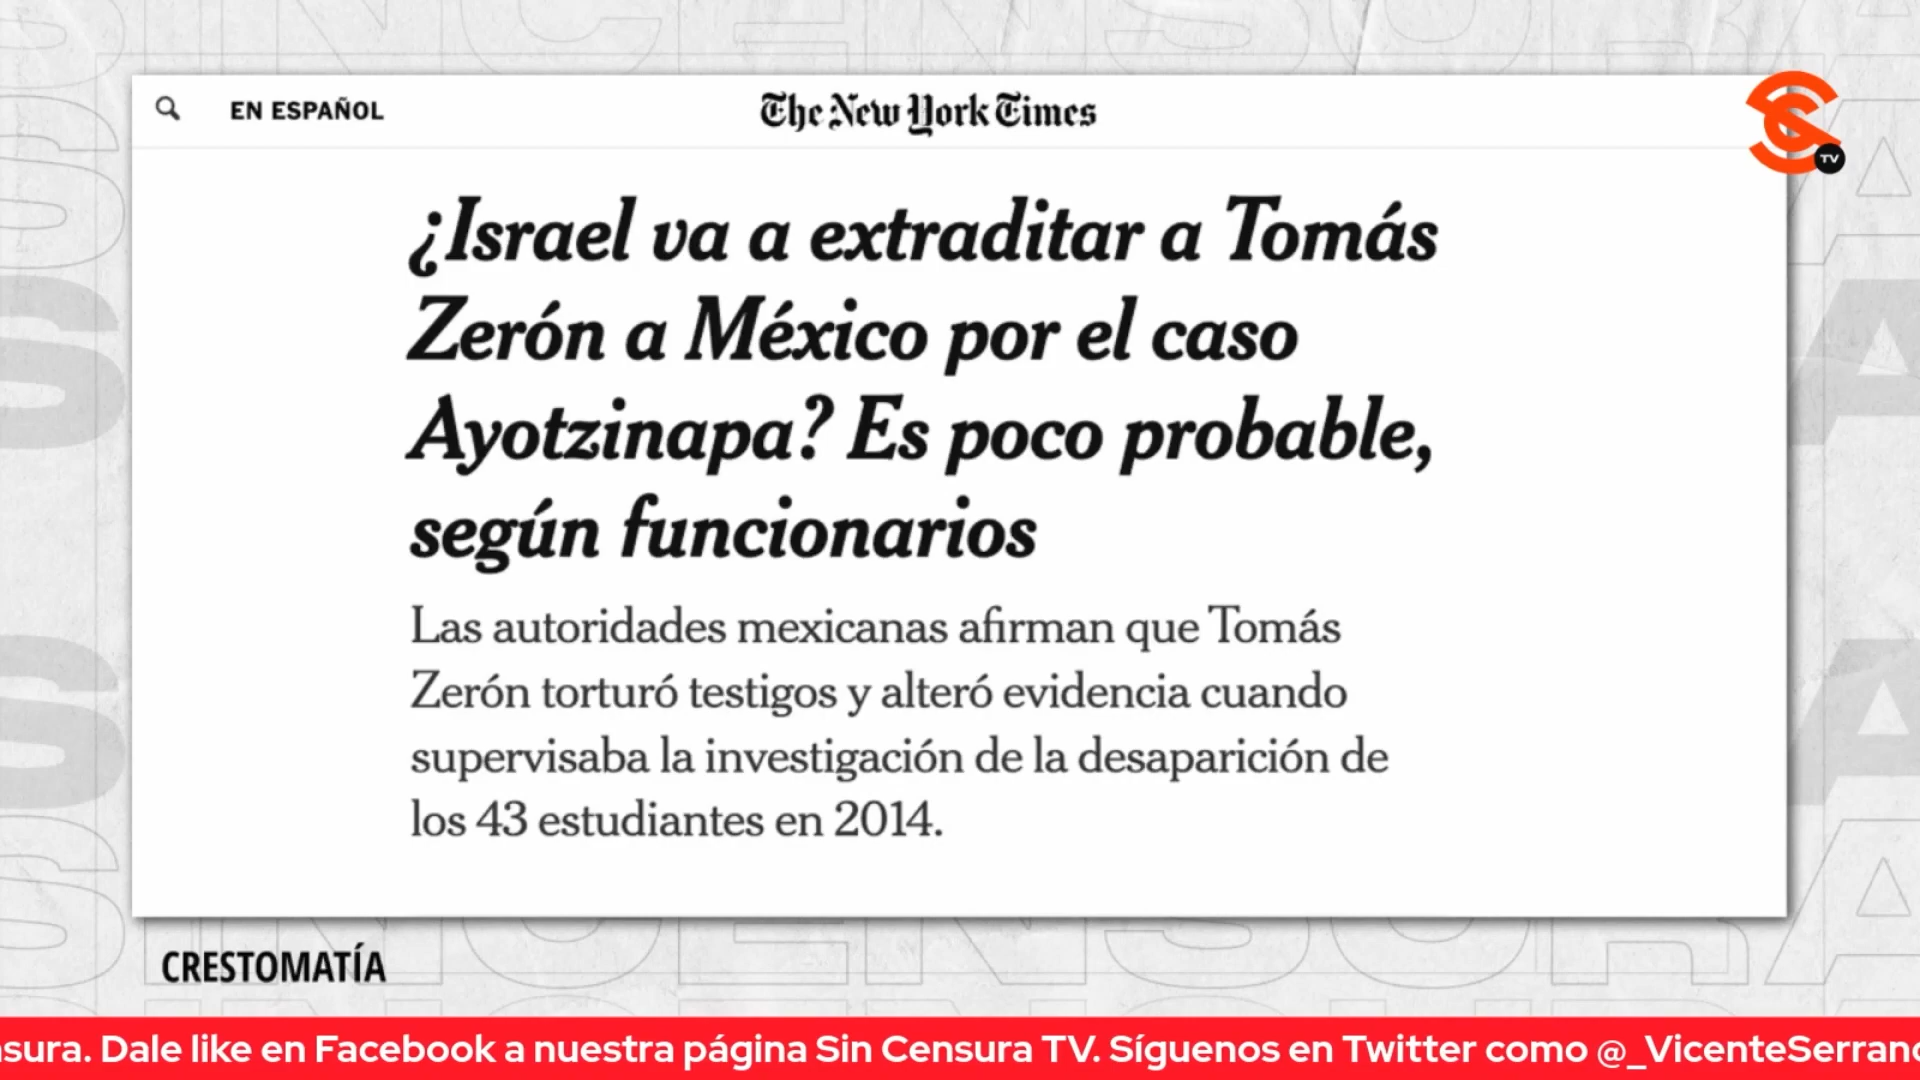 EN ESPAÑOL
The New York Times
TV
¿Israel va a extraditar a Tomás
Zerón a México por el caso
Ayotzinapa? Es poco probable,
según funcionarios
Las autoridades mexicanas afirman que Tomás
Zerón torturó testigos y alteró evidencia cuando
supervisaba la investigación de la desaparición de
los 43 estudiantes en 2014.
CRESTOMATÍA
sura. Dale like en Facebook a nuestra página Sin Censura TV. Síguenos en Twitter como @_VicenteSerrano